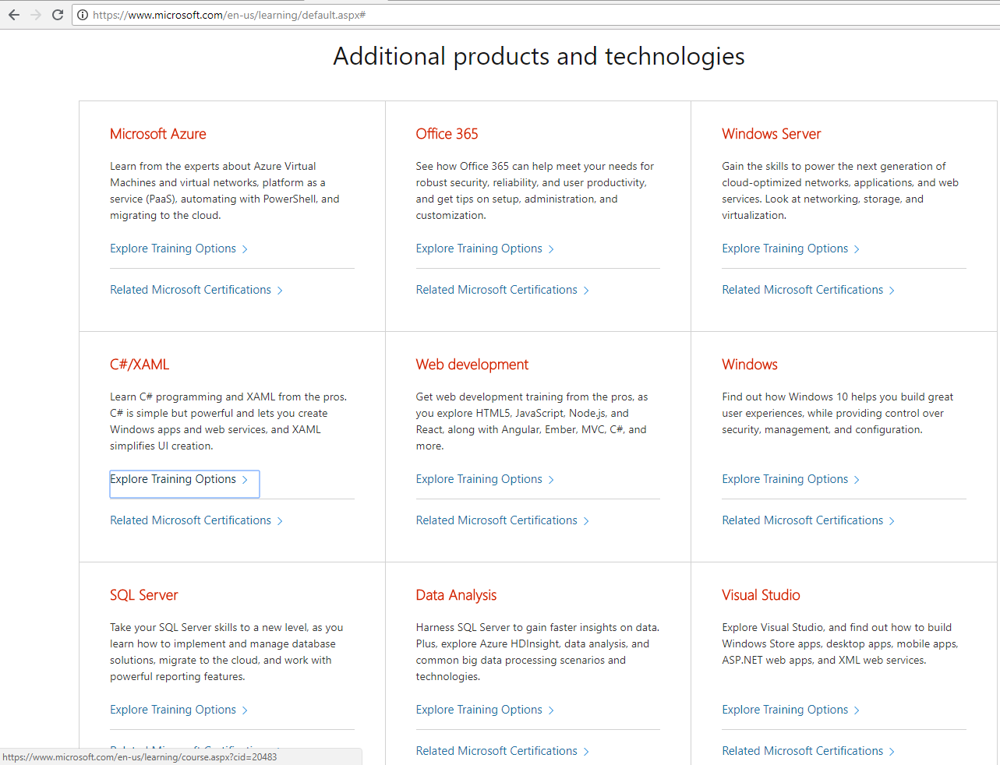 https://www.microsoft.com/en-us/learning/default.aspx#
Additional products and technologies
Microsoft Azure
Learn from the experts about Azure Virtual
Machines and virtual networks, platform as a
service (PaaS), automating with PowerShell, and
migrating to the cloud.
Explore Training Options
Related Microsoft Certifications
Office 365
See how Office 365 can help meet your needs for
robust security, reliability, and user productivity,
and get tips on setup, administration, and
customization.
Explore Training Options
Related Microsoft Certifications
Windows Server
Gain the skills to power the next generation of
cloud-optimized networks, applications, and web
services. Look at networking, storage, and
virtualization.
Explore Training Options
Related Microsoft Certifications
C#/XAML
Learn C# programming and XAML from the pros.
C# is simple but powerful and lets you create
Windows apps and web services, and XAML
simplifies UI creation.
Explore Training Options
Related Microsoft Certifications
Web development
Get web development training from the pros, as
you explore HTML5, JavaScript, Node.js, and
React, along with Angular, Ember, MVC, C#, and
more.
Explore Training Options
Related Microsoft Certifications
Windows
Find out how Windows 10 helps you build great
user experiences, while providing control over
security, management, and configuration.
Explore Training Options
Related Microsoft Certifications
SQL Server
Take your SQL Server skills to a new level, as you
learn how to implement and manage database
solutions, migrate to the cloud, and work with
powerful reporting features.
Explore Training Options
Data Analysis
Harness SQL Server to gain faster insights on data.
Plus, explore Azure HDInsight, data analysis, and
common big data processing scenarios and
technologies.
Explore Training Options
Related Microsoft Certifications
Visual Studio
Explore Visual Studio, and find out how to build
Windows Store apps, desktop apps, mobile apps,
ASP.NET web apps, and XML web services.
Explore Training Options
Related Microsoft Certifications
https://www.microsoft.com/en-us/learning/course.aspx?cid=20483